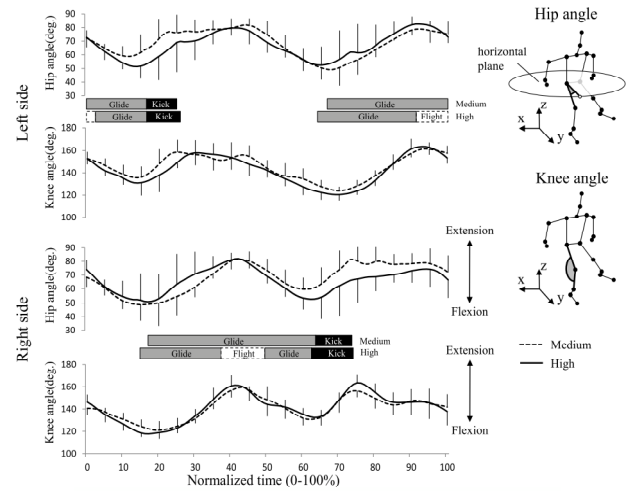 Left side
Hip angle(deg.)
90
80
70
60
50
40
30
Glide Kick Glide Medium
Glide Kick Glide Flight High
Knee angle(deg.)
180
160
140
120
100
Right side
Hip angle(deg.)
90
80
70
60
50
40
30
Extension
Flexion
Glide Kick Medium
Glide Flight Glide Kick High
Knee angle(deg.)
180
160
140
120
100
Extension
Flexion
0 10 20 30 40 50 60 70 80 90 100
Normalized time (0-100%)
Hip angle
horizontal
plane
z
x
y
Knee angle
z
x
y
Medium
High